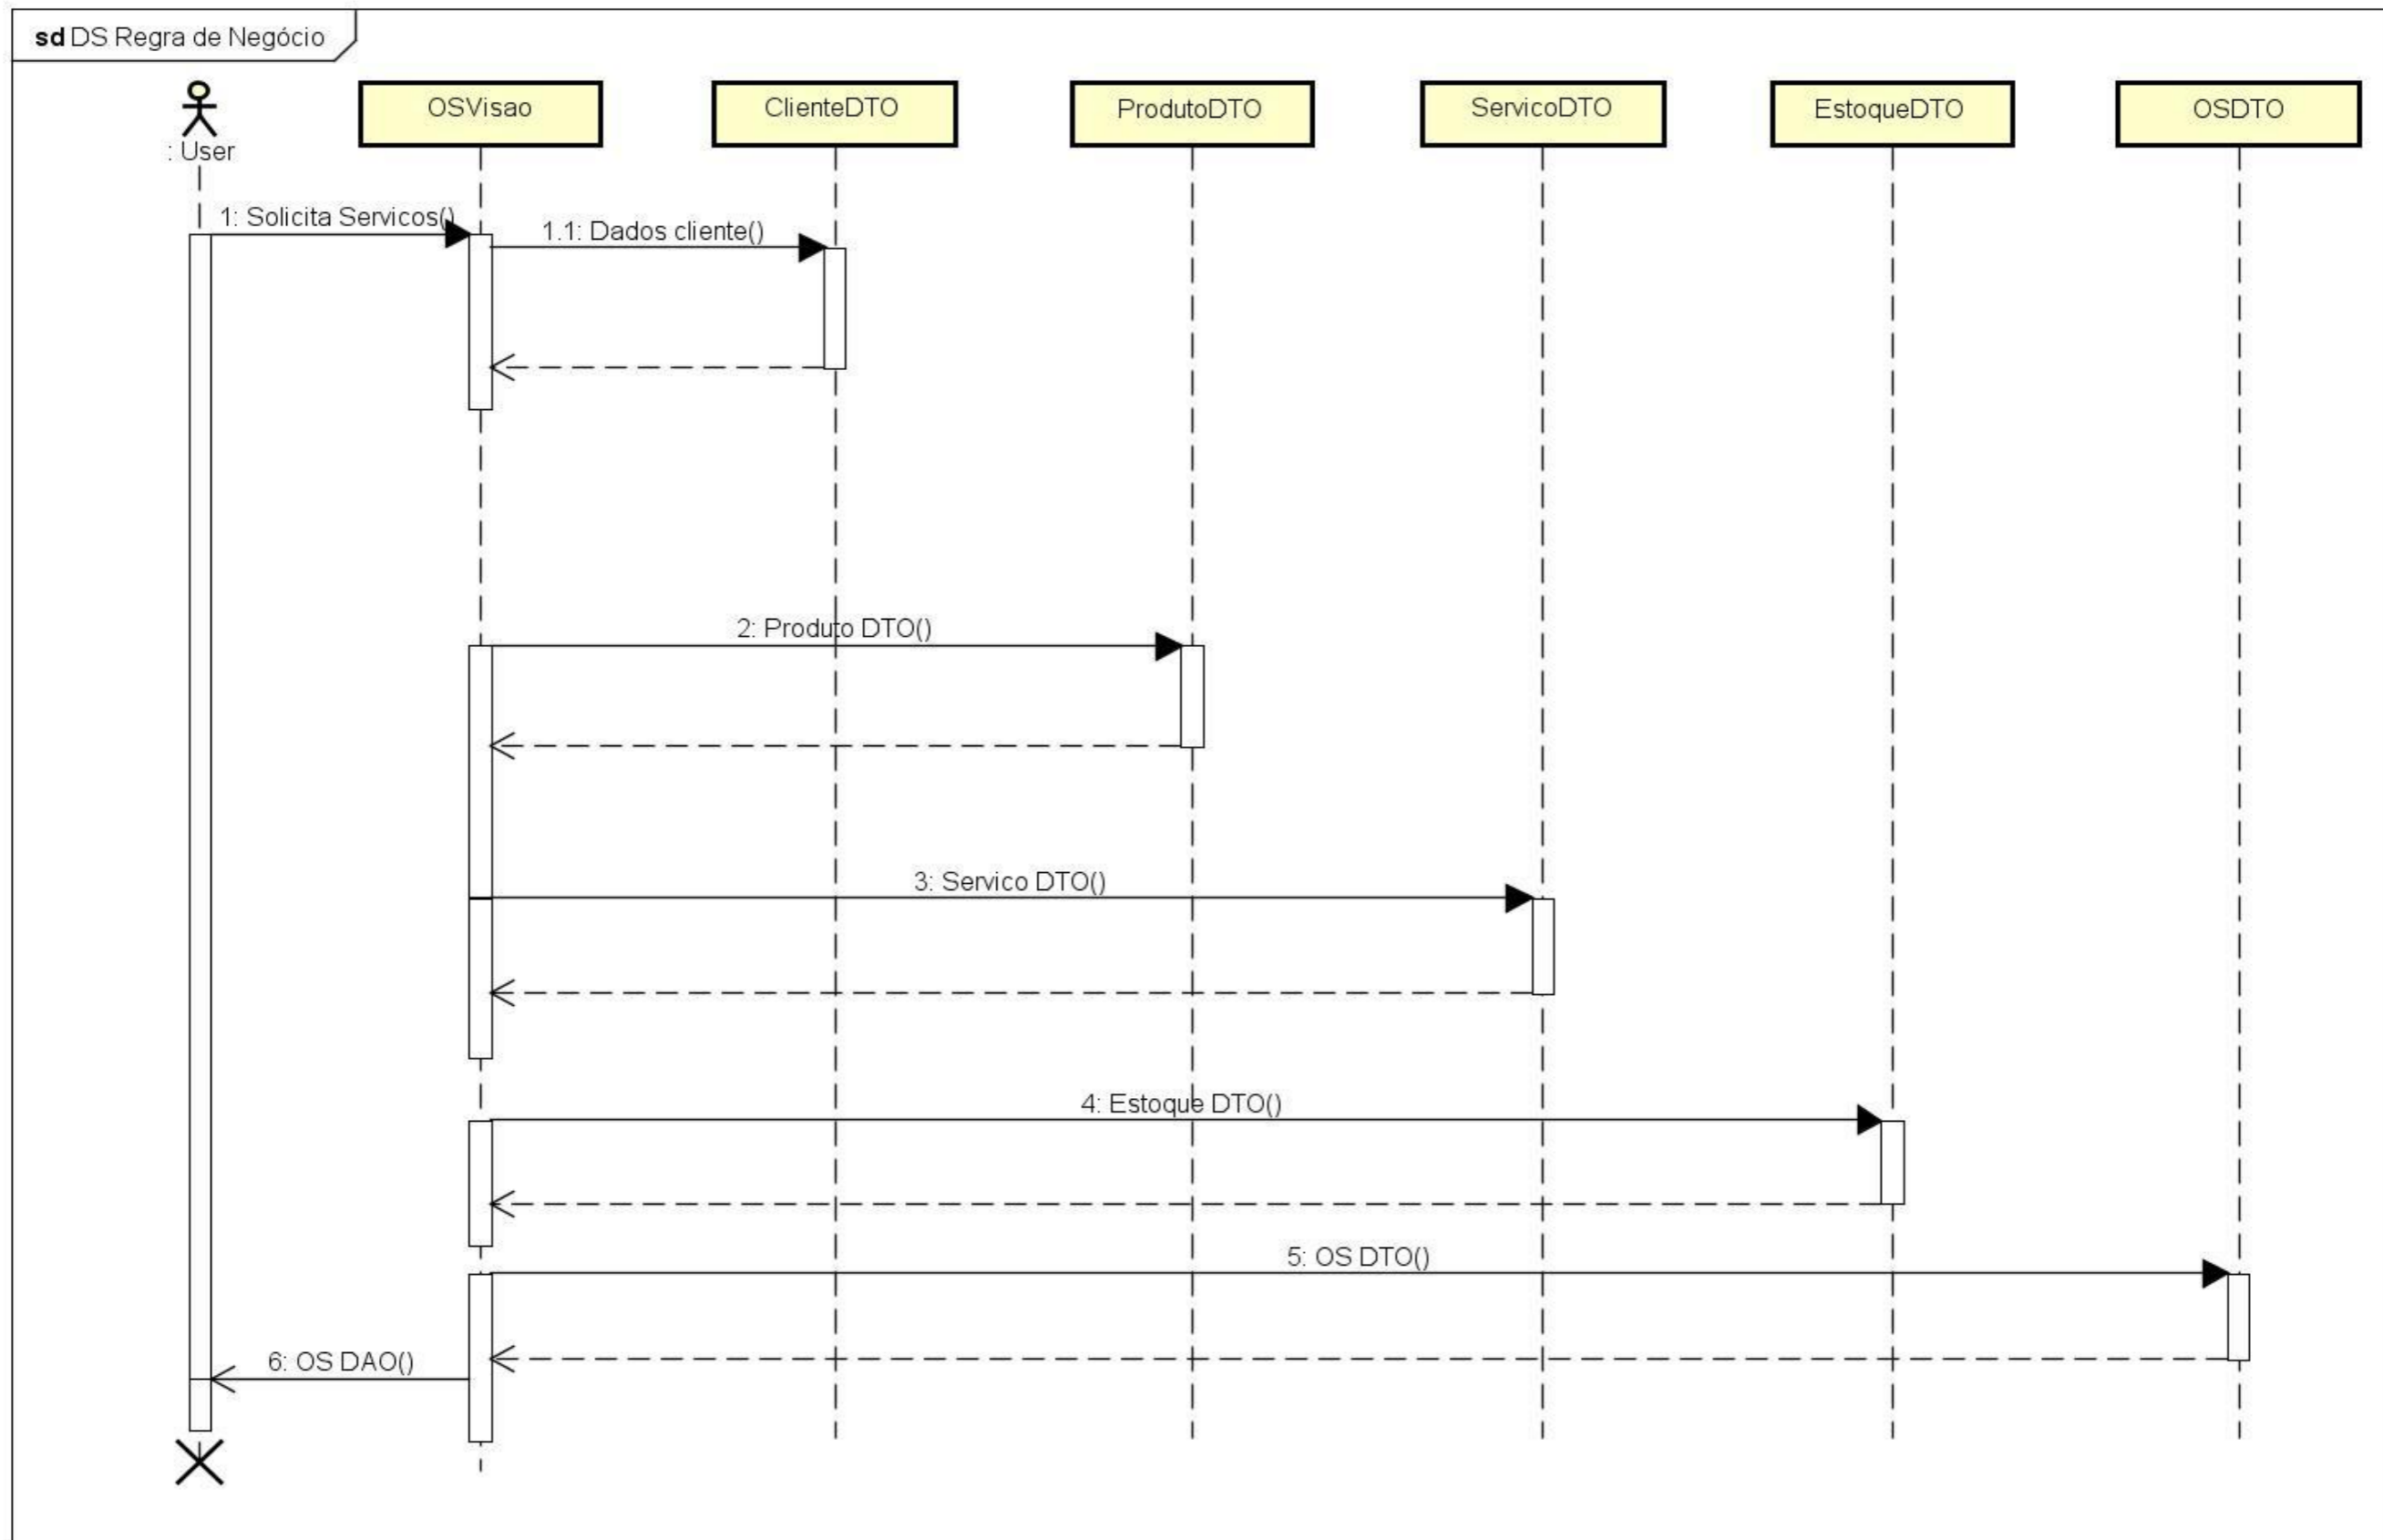 sd DS Regra de Negócio
: User
OSVisao
ClienteDTO
ProdutoDTO
ServicoDTO
EstoqueDTO
OSDTO
1: Solicita Servicos()
1.1: Dados cliente()
2: Produto DTO()
3: Servico DTO()
4: Estoque DTO()
5: OS DTO()
6: OS DAO()